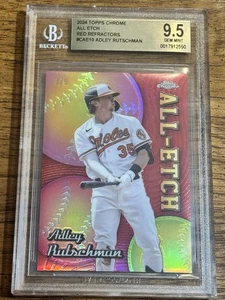 BECKETT
2024 TOPPS CHROME
ALL ETCH
RED REFRACTORS
#CAE10 ADLEY RUTSCHMAN
9.5
GEM MINT
0017912550
Orioles
35
ALL-ETCH
Adley
Rutschman